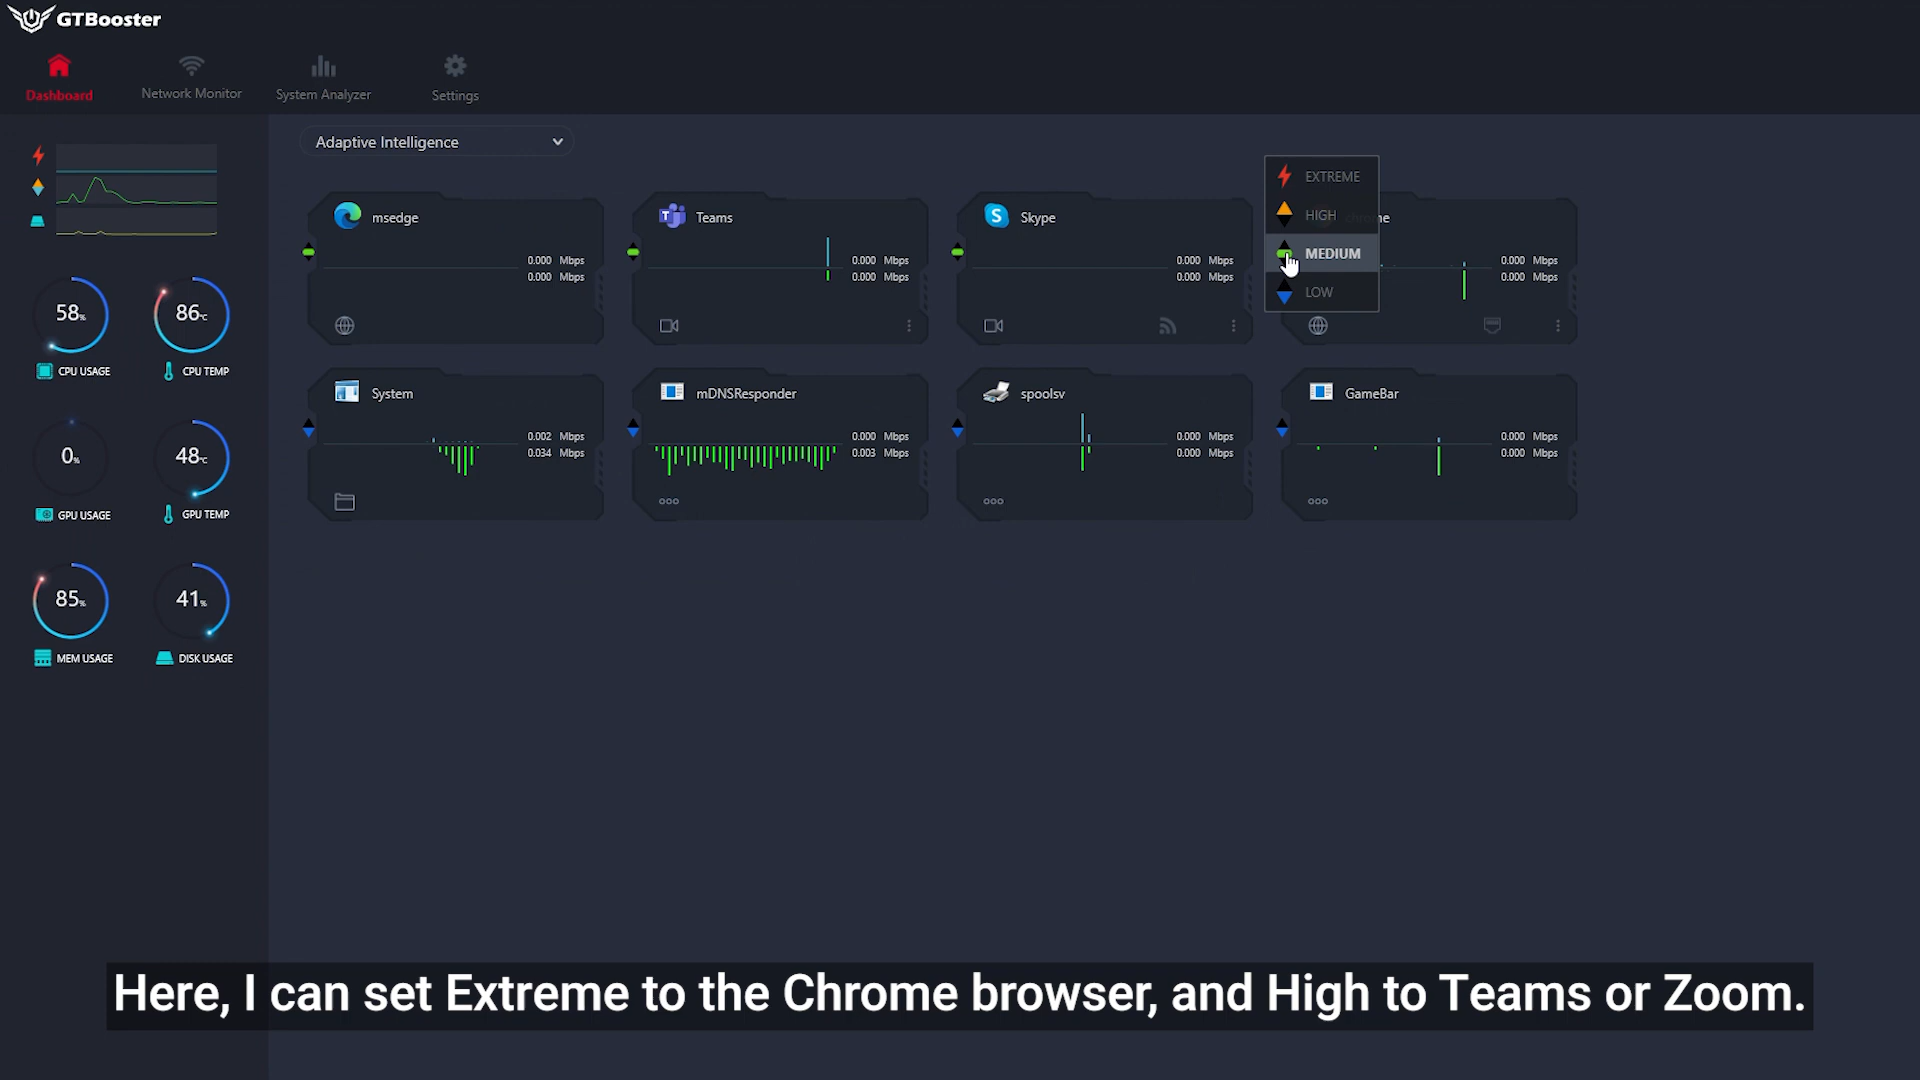 GTBooster
Dashboard
Network Monitor
System Analyzer
Settings
Adaptive Intelligence
58%
CPU USAGE
86°C
CPU TEMP
0%
GPU USAGE
48°C
GPU TEMP
85%
MEM USAGE
41%
DISK USAGE
msedge
0.000 Mbps
0.000 Mbps
Teams
0.000 Mbps
0.000 Mbps
Skype
0.000 Mbps
0.000 Mbps
EXTREME
HIGH
MEDIUM
LOW
0.000 Mbps
0.000 Mbps
System
0.002 Mbps
0.034 Mbps
mDNSResponder
0.000 Mbps
0.003 Mbps
spoolsv
0.000 Mbps
0.000 Mbps
GameBar
0.000 Mbps
0.000 Mbps
Here, I can set Extreme to the Chrome browser, and High to Teams or Zoom.